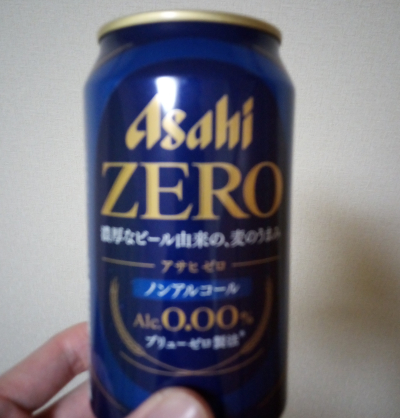 Asahi
ZERO
濃厚なビール由来の、麦のうまみ
アサヒゼロ
ノンアルコール
Alc.0.00%
ブリューゼロ製法*